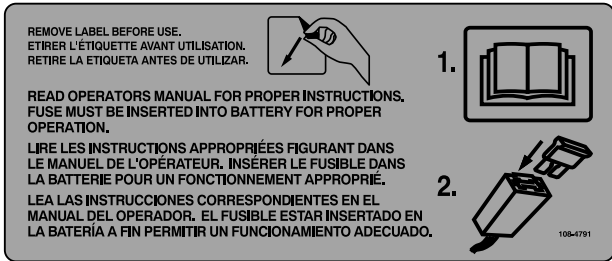 REMOVE LABEL BEFORE USE.
ETIRER L'ÉTIQUETTE AVANT UTILISATION.
RETIRE LA ETIQUETA ANTES DE UTILIZAR.
READ OPERATORS MANUAL FOR PROPER INSTRUCTIONS.
FUSE MUST BE INSERTED INTO BATTERY FOR PROPER
OPERATION.
LIRE LES INSTRUCTIONS APPROPRIÉES FIGURANT DANS
LE MANUEL DE L'OPÉRATEUR. INSÉRER LE FUSIBLE DANS
LA BATTERIE POUR UN FONCTIONNEMENT APPROPRIÉ.
LEA LAS INSTRUCCIONES CORRESPONDIENTES EN EL
MANUAL DEL OPERADOR. EL FUSIBLE ESTAR INSERTADO EN
LA BATERÍA A FIN PERMITIR UN FUNCIONAMIENTO ADECUADO.
1.
2.
108-4791